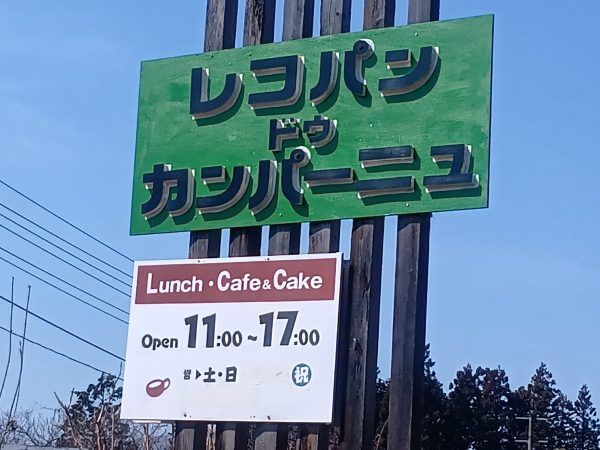 レコパン
ドゥ
カンパーニュ
Lunch・Cafe&Cake
Open 11:00～17:00
▶土・日 ㊗